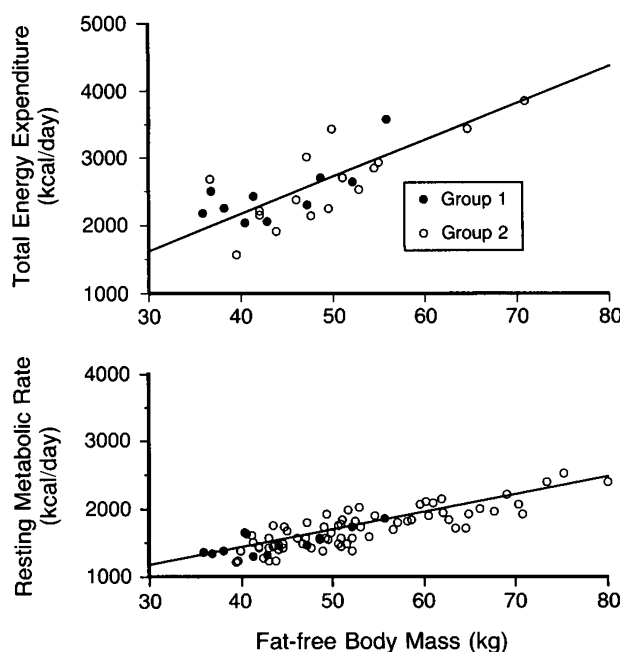 Total Energy Expenditure
(kcal/day)
5000
4000
3000
2000
1000
30 40 50 60 70 80
Group 1
Group 2
Resting Metabolic Rate
(kcal/day)
4000
3000
2000
1000
30 40 50 60 70 80
Fat-free Body Mass (kg)